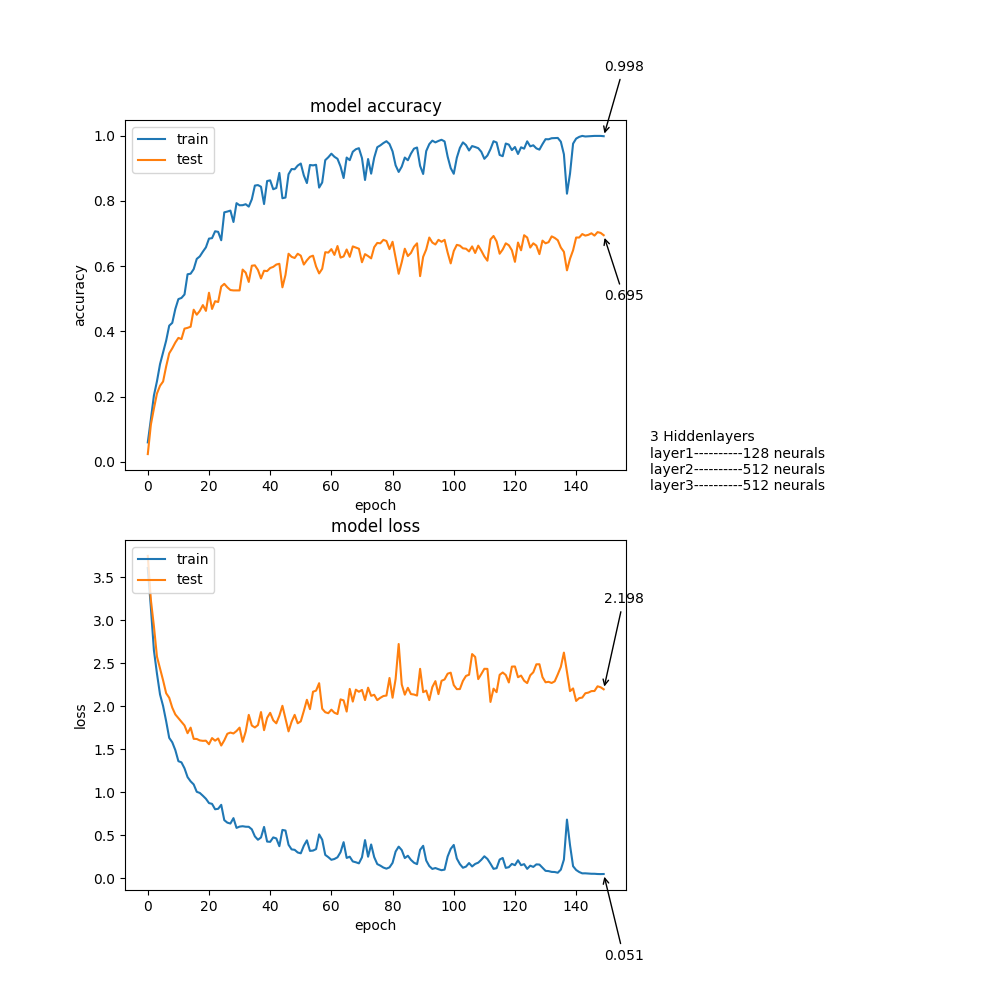 0.998
model accuracy
train
test
1.0
0.8
0.6
0.4
0.2
0.0
accuracy
0.695
0 20 40 60 80 100 120 140
epoch
3 Hiddenlayers
layer1----------128 neurals
layer2----------512 neurals
layer3----------512 neurals
model loss
train
test
3.5
3.0
2.5
2.0
1.5
1.0
0.5
0.0
loss
2.198
0 20 40 60 80 100 120 140
epoch
0.051